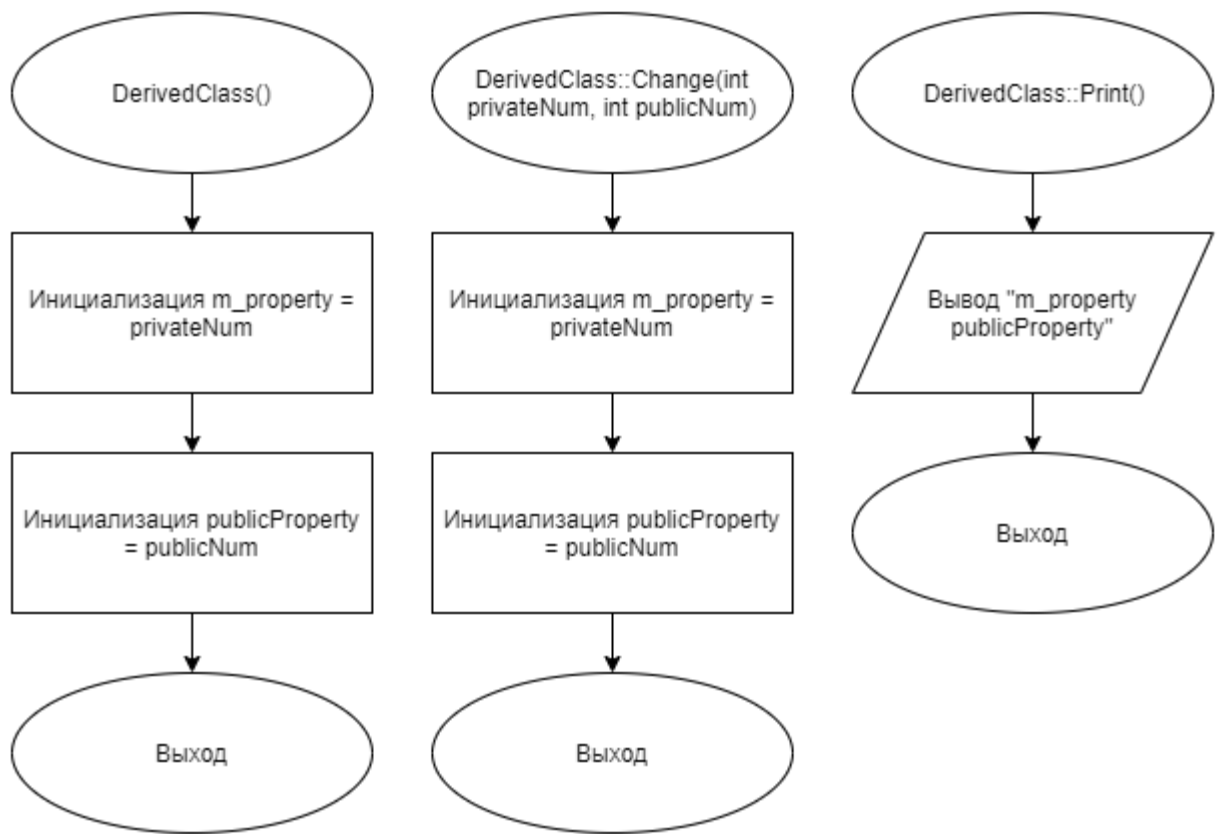 DerivedClass()
Инициализация m_property =
privateNum
Инициализация publicProperty
= publicNum
Выход
DerivedClass::Change(int
privateNum, int publicNum)
Инициализация m_property =
privateNum
Инициализация publicProperty
= publicNum
Выход
DerivedClass::Print()
Вывод "m_property
publicProperty"
Выход